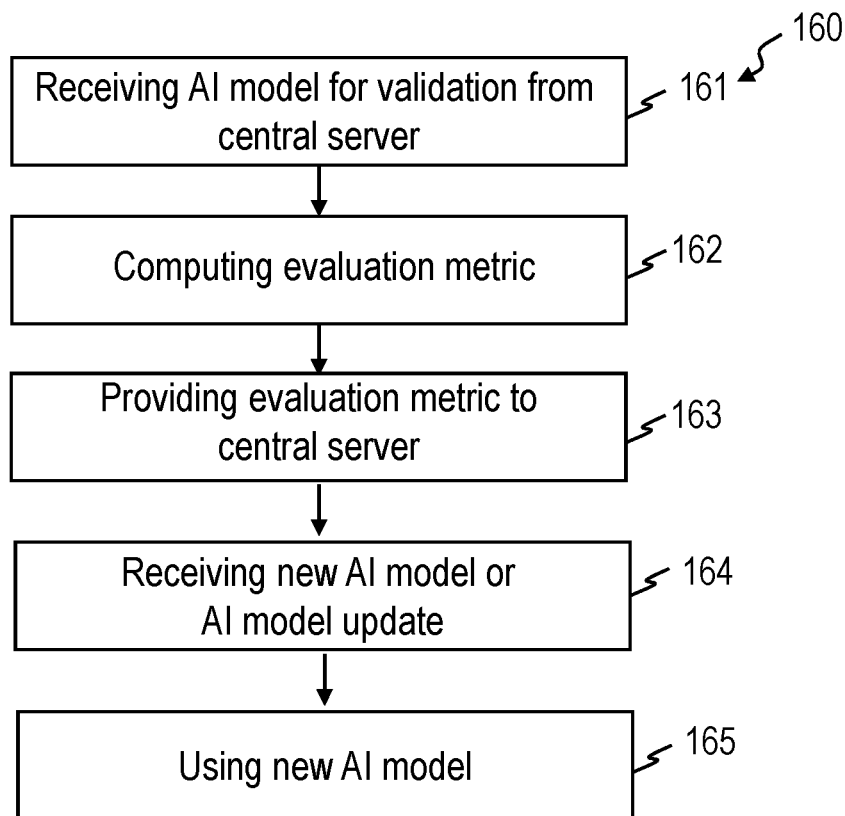 160
Receiving AI model for validation from
central server
161
Computing evaluation metric
162
Providing evaluation metric to
central server
163
Receiving new AI model or
AI model update
164
Using new AI model
165